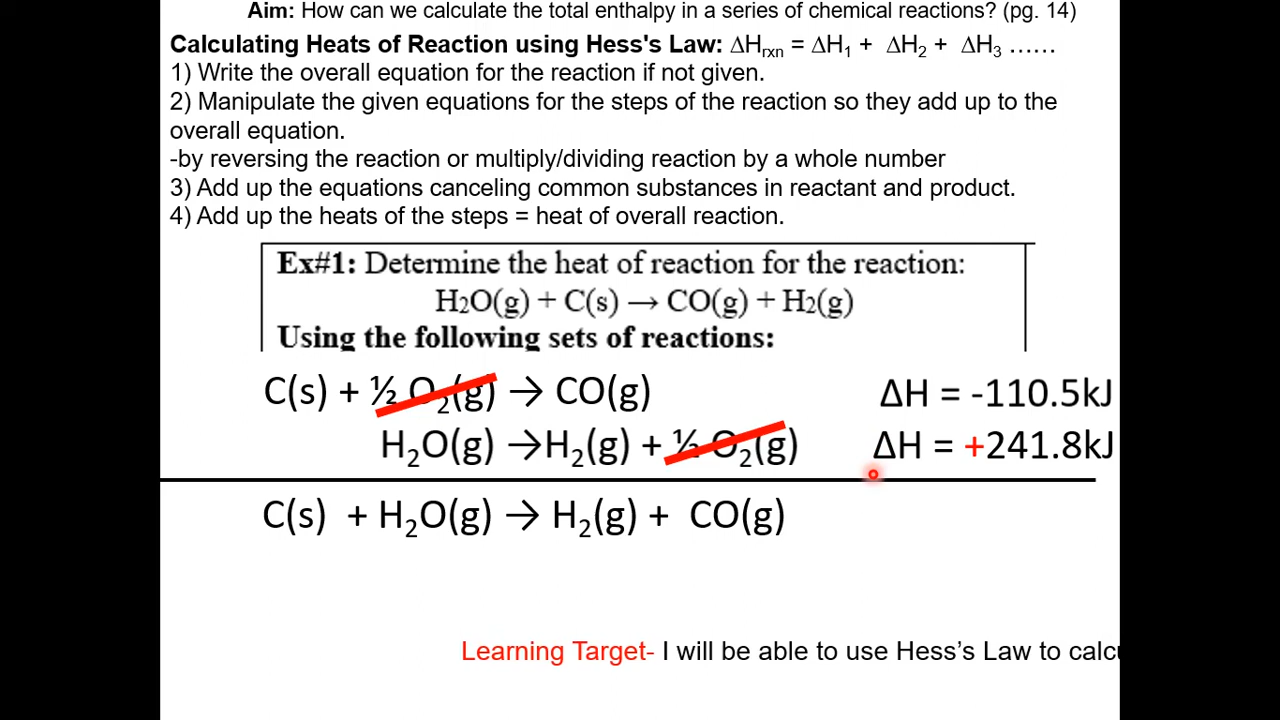 Aim: How can we calculate the total enthalpy in a series of chemical reactions? (pg. 14)
Calculating Heats of Reaction using Hess's Law: ΔHrxn = ΔH₁ + ΔH₂ + ΔH₃ ……
1) Write the overall equation for the reaction if not given.
2) Manipulate the given equations for the steps of the reaction so they add up to the
overall equation.
-by reversing the reaction or multiply/dividing reaction by a whole number
3) Add up the equations canceling common substances in reactant and product.
4) Add up the heats of the steps = heat of overall reaction.
Ex#1: Determine the heat of reaction for the reaction:
H₂O(g) + C(s) → CO(g) + H₂(g)
Using the following sets of reactions:
C(s) + ½ O₂(g) → CO(g) ΔH = -110.5kJ
H₂O(g) →H₂(g) + ½ O₂(g) ΔH = +241.8kJ
C(s) + H₂O(g) → H₂(g) + CO(g)
Learning Target- I will be able to use Hess’s Law to calc